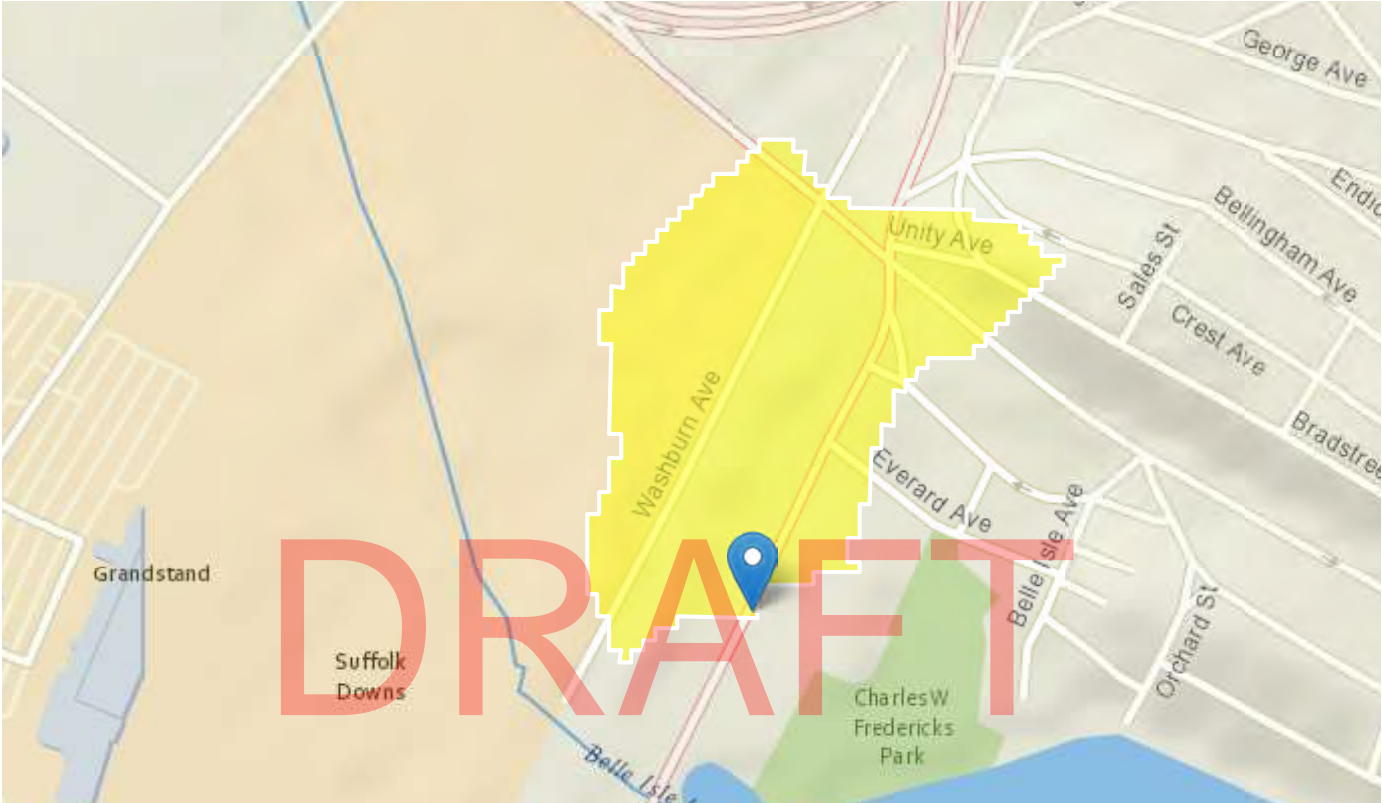 George Ave
Endic
Bellingham Ave
Sales St
Unity Ave
Crest Ave
Bradstree
Washburn Ave
Everard Ave
Belle Isle Ave
Orchard St
Grandstand
DRAFT
Suffolk
Downs
Charles W
Fredericks
Park
Belle Isle